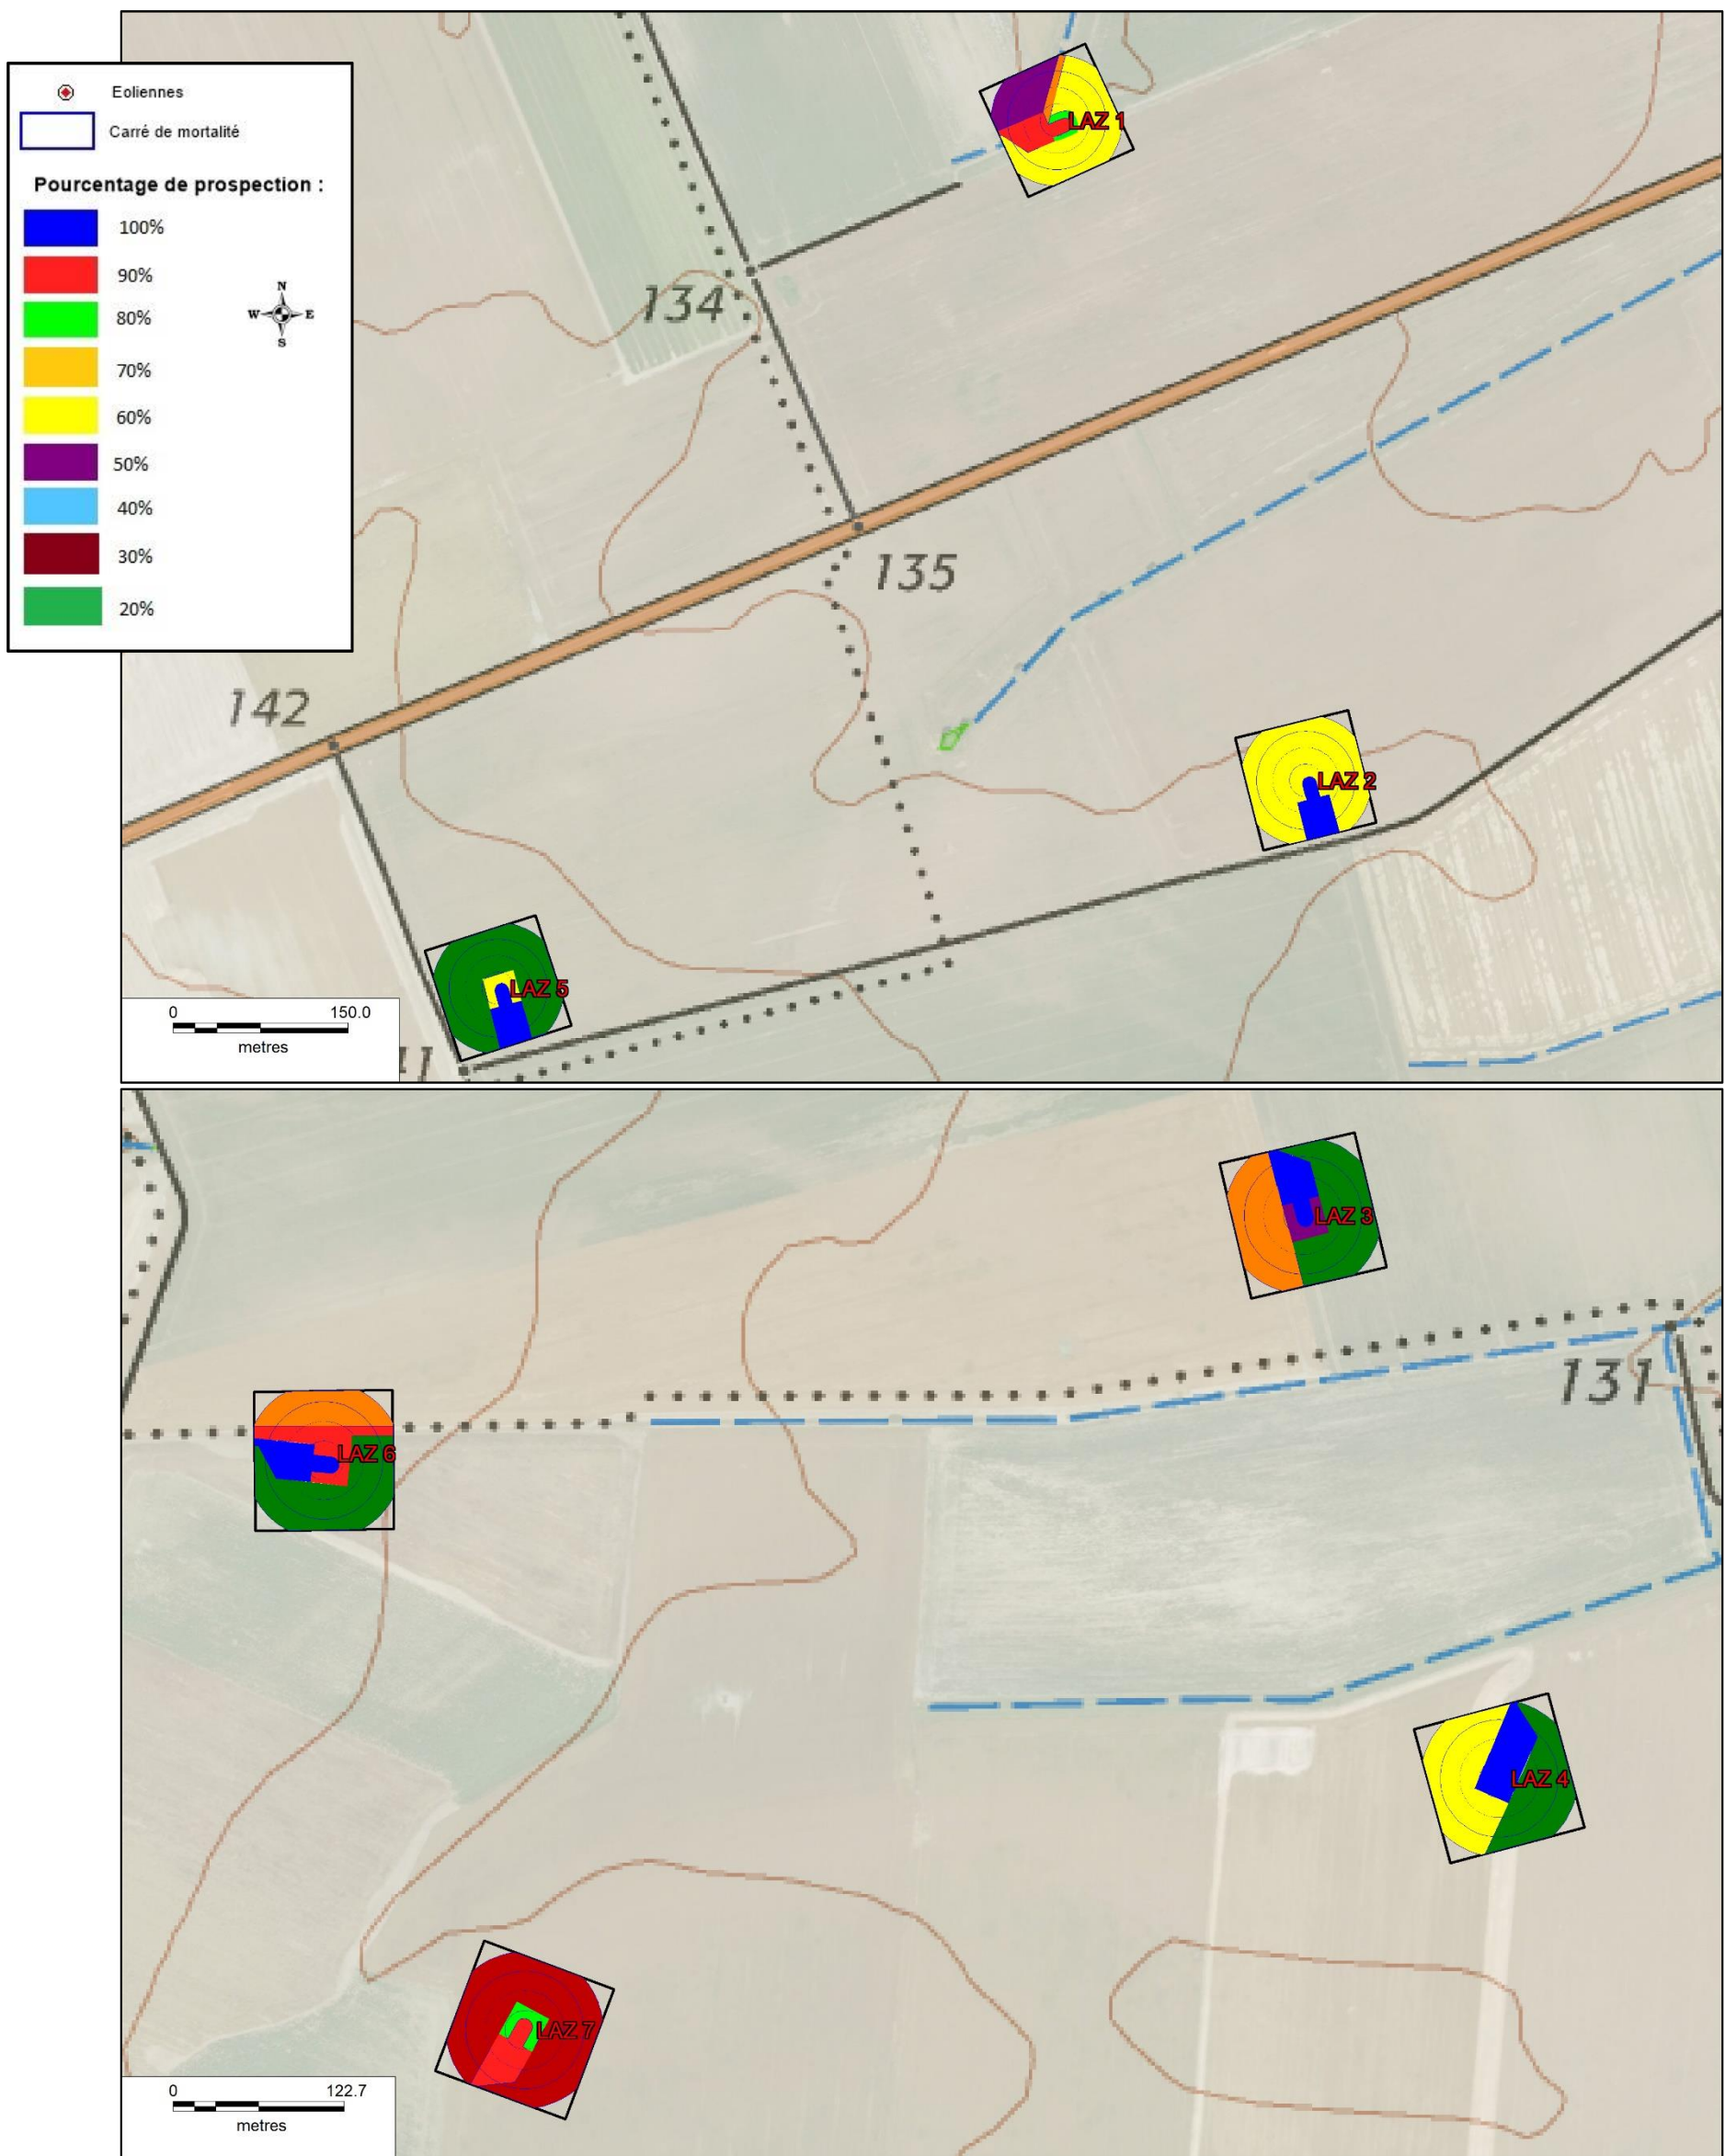 Eoliennes
Carré de mortalité
Pourcentage de prospection :
100%
90%
80%
70%
60%
50%
40%
30%
20%
N
W E
S
LAZ 1
134
135
142
LAZ 2
LAZ 5
0 150.0
metres
LAZ 3
131
LAZ 6
LAZ 4
LAZ 7
0 122.7
metres